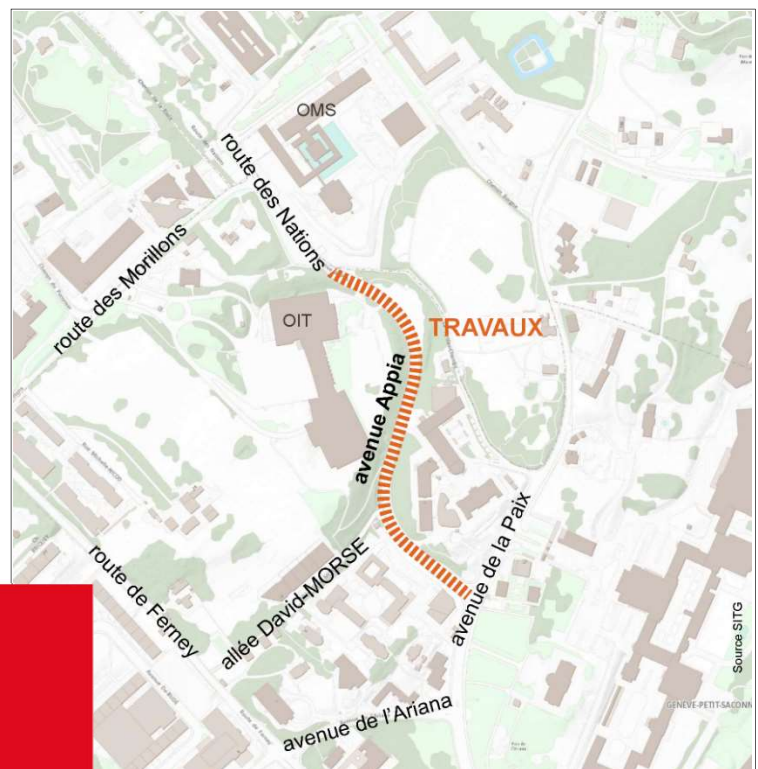 OMS
route des Nations
route des Morillons
OIT
TRAVAUX
avenue Appia
avenue de la Paix
route de Ferney
allée David-MORSE
avenue de l'Ariana
Source SITG
GENÈVE-PETIT-SACONN